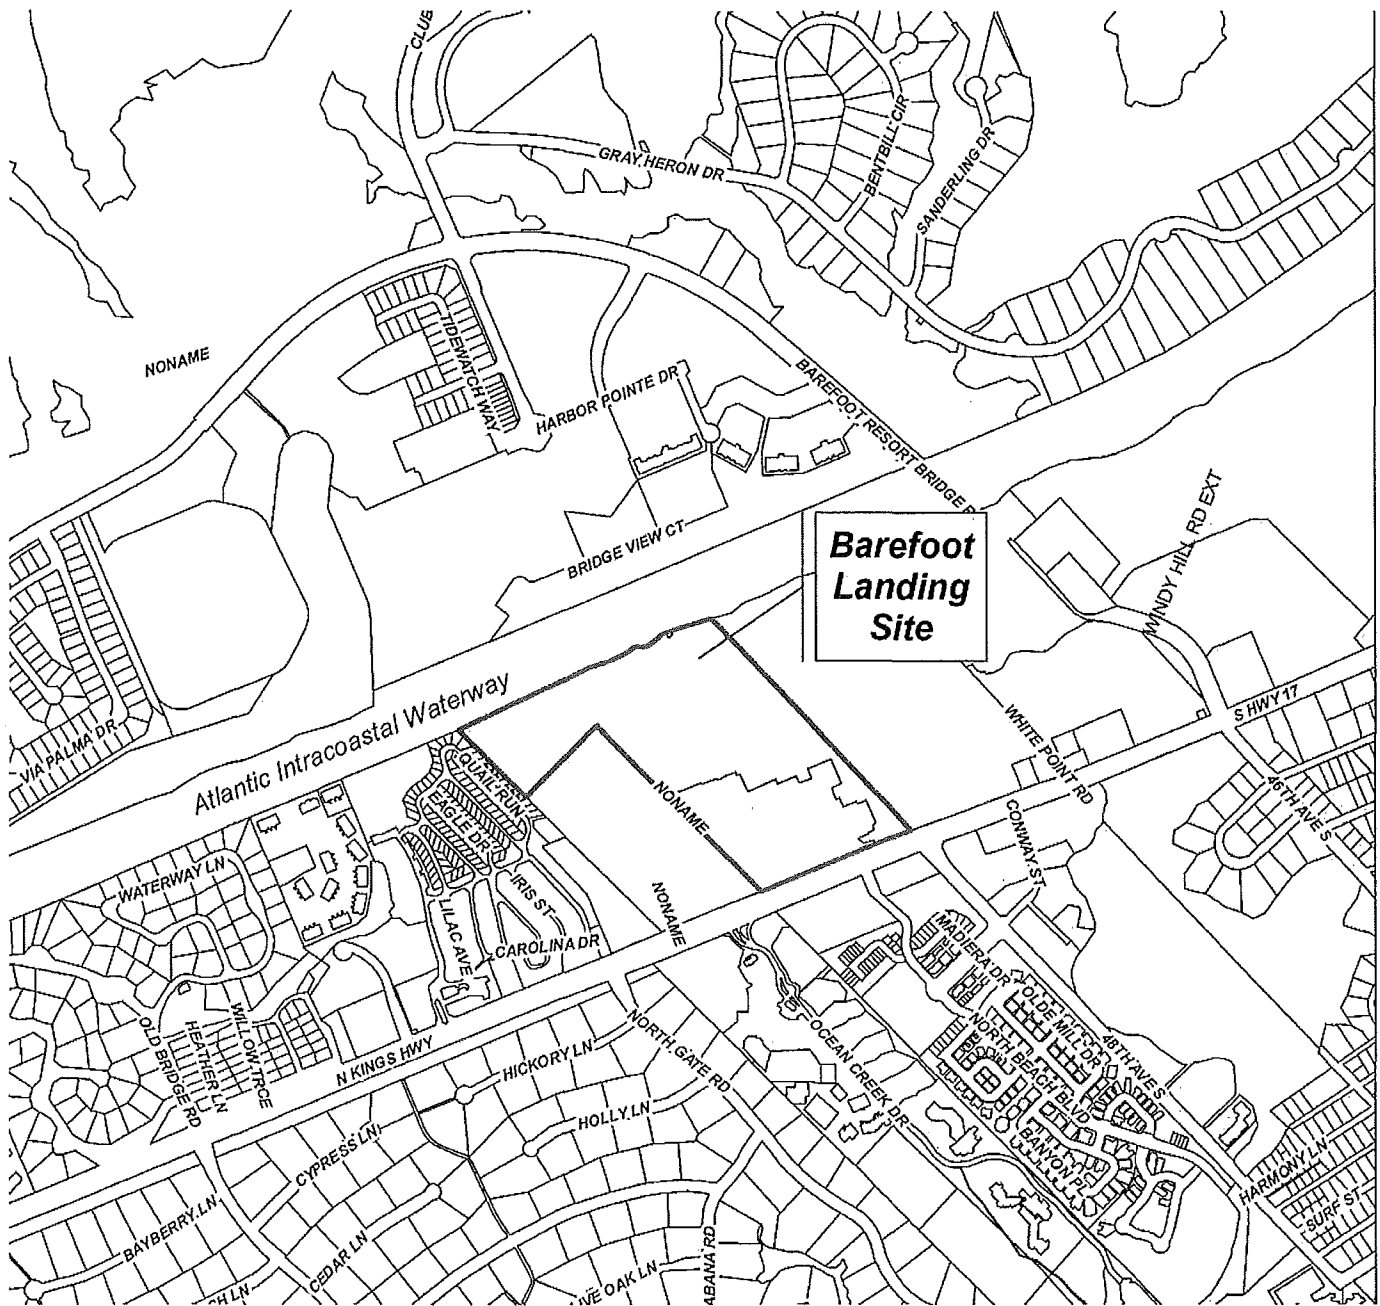 CLUB
GRAY HERON DR
BENTBILL CIR
SANDERLING DR
NONAME
TIDEWATCH WAY
HARBOR POINTE DR
BAREFOOT RESORT BRIDGE R
BRIDGE VIEW CT
WINDY HILL RD EXT
Barefoot
Landing
Site
Atlantic Intracoastal Waterway
VIA PALMA DR
S HWY 17
WHITE POINT RD
46TH AVE S
CONWAY ST
QUAIL RUN
EAGLE DR
NONAME
IRIS ST
LILAC AVE
CAROLINA DR
NONAME
WATERWAY LN
OLD BRIDGE RD
HEATHER LN
WILLOW TRCE
N KINGS HWY
HICKORY LN
HOLLY LN
NORTH GATE RD
OCEAN CREEK DR
MADIERA DR
OLDE MILL DR
48TH AVE S
NORTH BEACH BLVD
BANYON PL
HARMONY LN
SURF ST
CYPRESS LN
BAYBERRY LN
CEDAR LN
CH LN
IVE OAK LN
ABANA RD